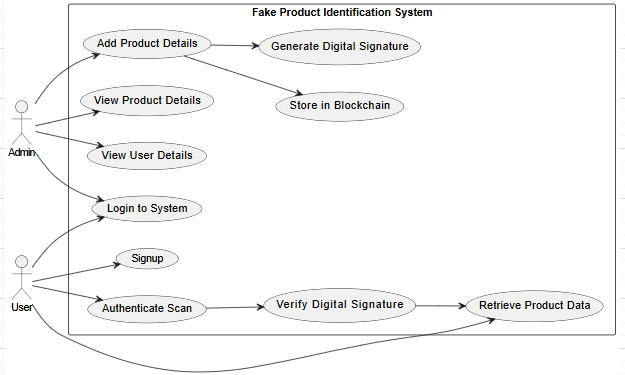 Fake Product Identification System
Add Product Details
Generate Digital Signature
View Product Details
Store in Blockchain
Admin
View User Details
Login to System
Signup
User
Authenticate Scan
Verify Digital Signature
Retrieve Product Data